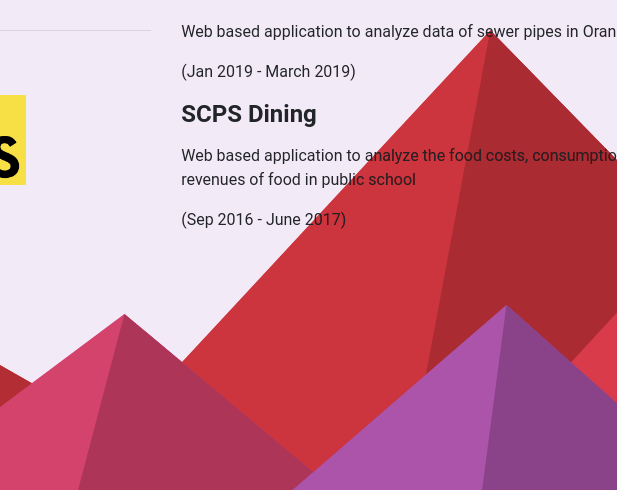 Web based application to analyze data of sewer pipes in Oran
(Jan 2019 - March 2019)
SCPS Dining
S
Web based application to analyze the food costs, consumptio
revenues of food in public school
(Sep 2016 - June 2017)